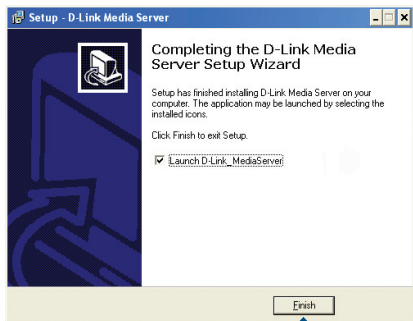 Setup - D-Link Media Server
Completing the D-Link Media
Server Setup Wizard
Setup has finished installing D-Link Media Server on your
computer. The application may be launched by selecting the
installed icons.
Click Finish to exit Setup.
Launch D-Link_MediaServer
Finish